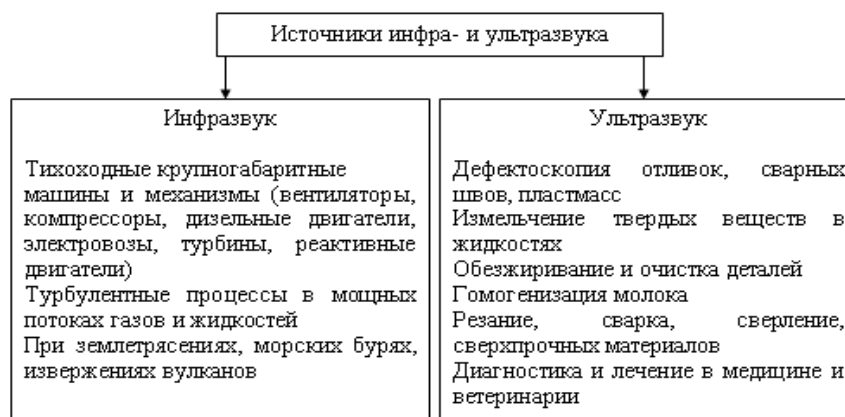 Источники инфра- и ультразвука
Инфразвук
Тихоходные крупногабаритные
машины и механизмы (вентиляторы,
компрессоры, дизельные двигатели,
электровозы, турбины, реактивные
двигатели)
Турбулентные процессы в мощных
потоках газов и жидкостей
При землетрясениях, морских бурях,
извержениях вулканов
Ультразвук
Дефектоскопия отливок, сварных
швов, пластмасс
Измельчение твердых веществ в
жидкостях
Обезжиривание и очистка деталей
Гомогенизация молока
Резание, сварка, сверление,
сверхпрочных материалов
Диагностика и лечение в медицине и
ветеринарии